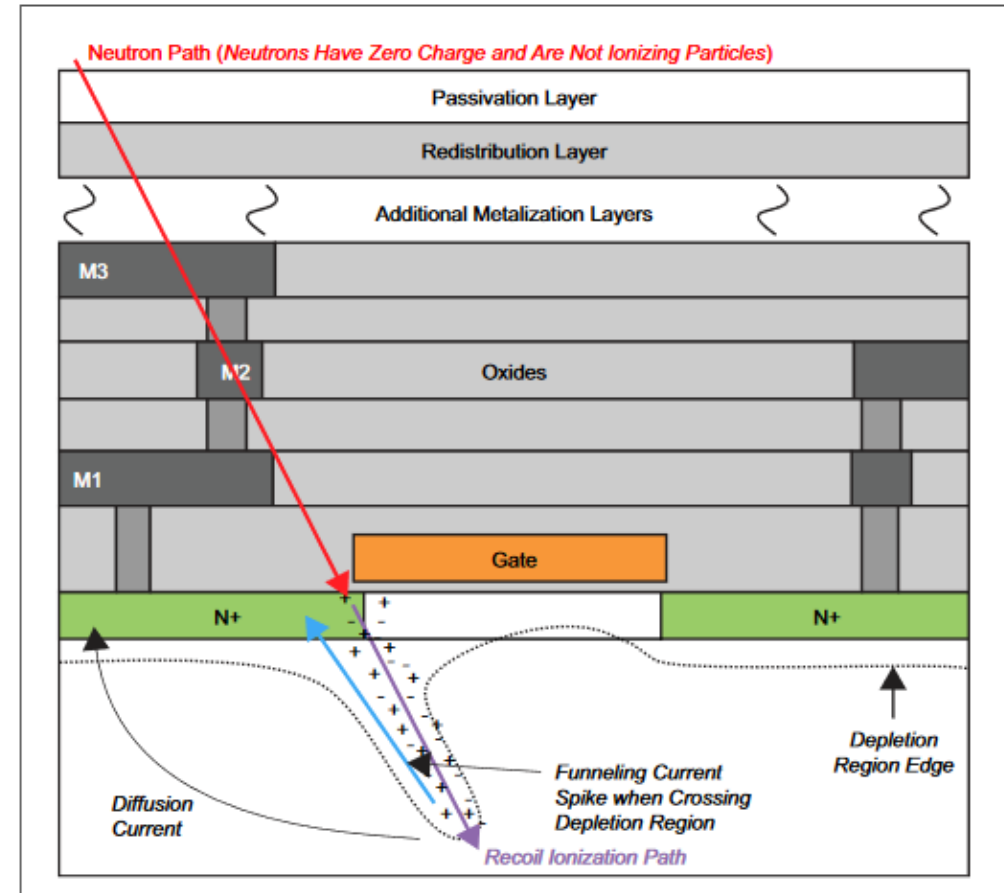 Neutron Path (Neutrons Have Zero Charge and Are Not Ionizing Particles)
Passivation Layer
Redistribution Layer
Additional Metalization Layers
M3
M2
Oxides
M1
Gate
N+
N+
Diffusion
Current
Funneling Current
Spike when Crossing
Depletion Region
Depletion
Region Edge
Recoil Ionization Path